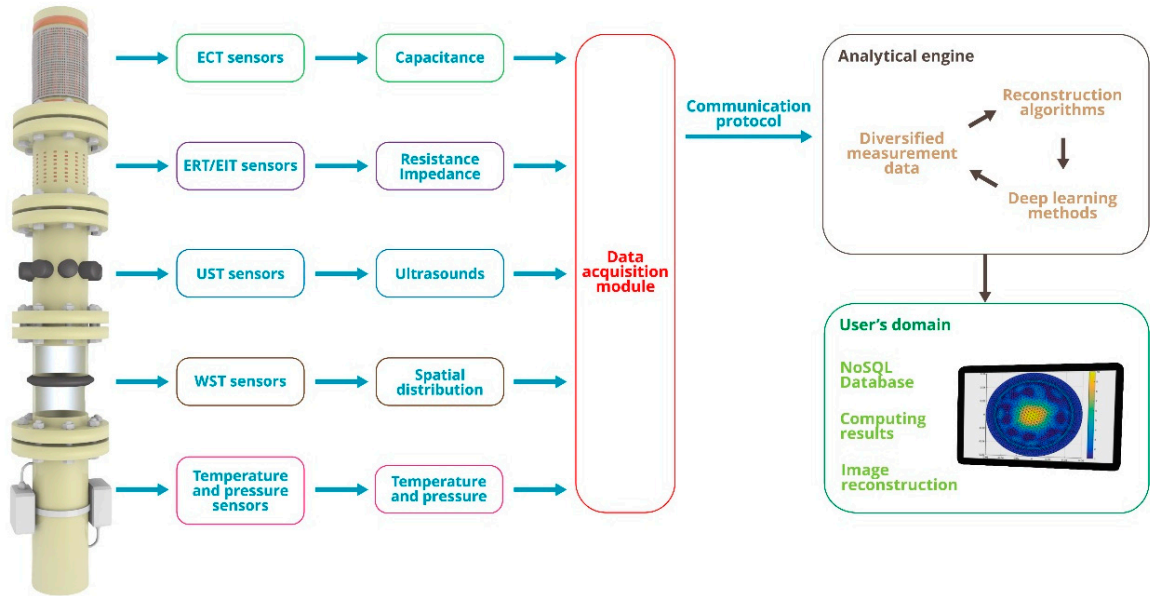 ECT sensors
Capacitance
ERT/EIT sensors
Resistance
Impedance
UST sensors
Ultrasounds
WST sensors
Spatial
distribution
Temperature
and pressure
sensors
Temperature
and pressure
Data
acquisition
module
Communication
protocol
Analytical engine
Reconstruction
algorithms
Diversified
measurement
data
Deep learning
methods
User's domain
NoSQL
Database
Computing
results
Image
reconstruction